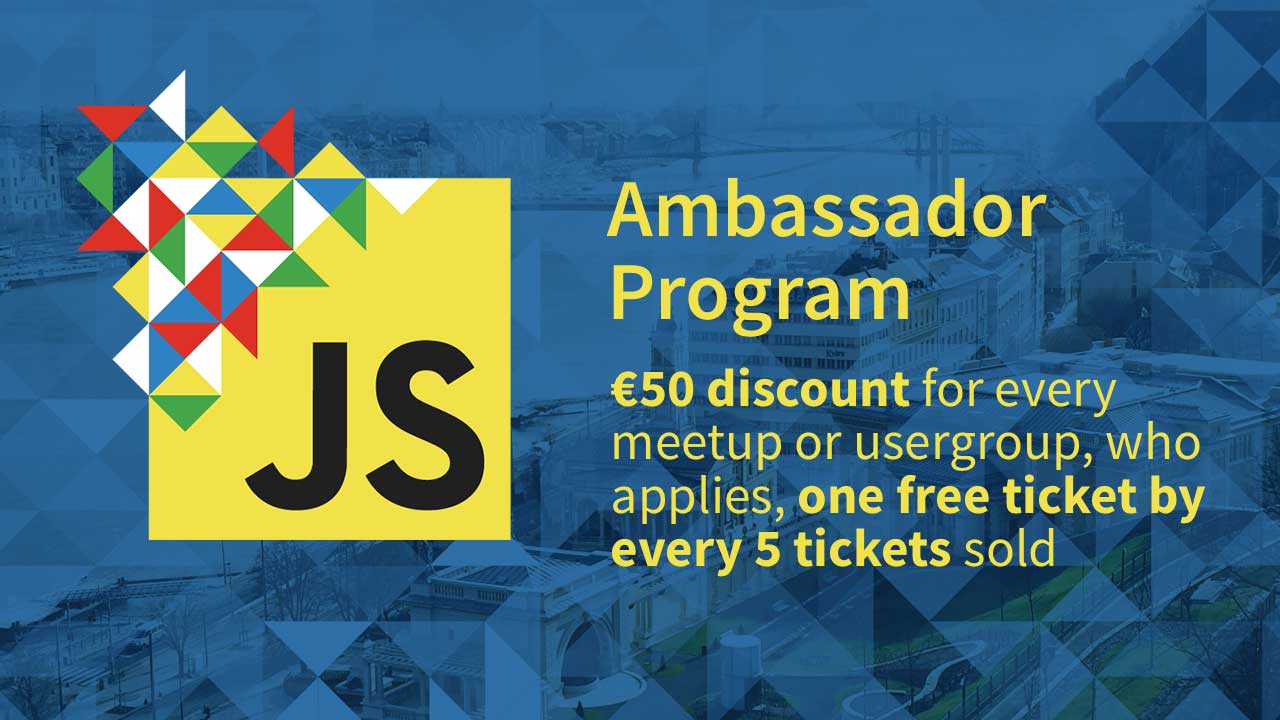 JS
Ambassador
Program
€50 discount for every
meetup or usergroup, who
applies, one free ticket by
every 5 tickets sold